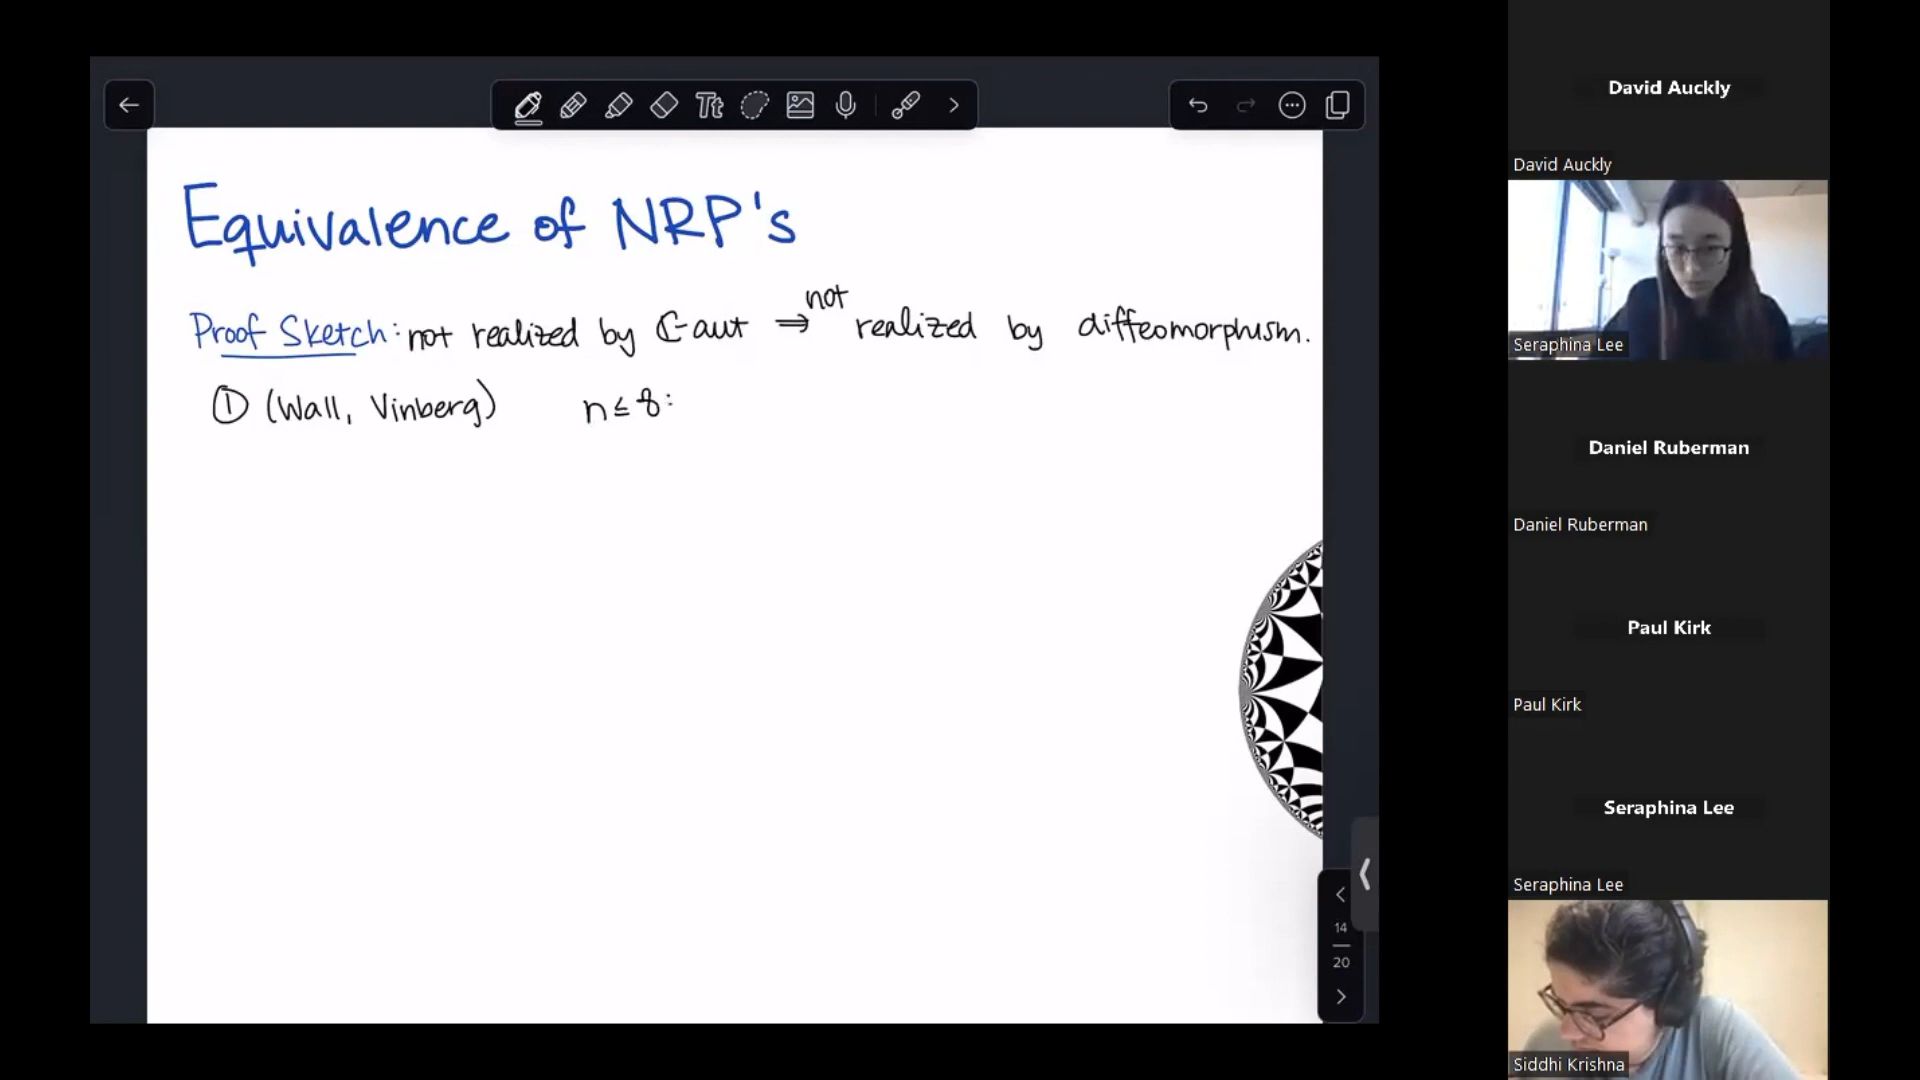 Equivalence of NRP's
Proof Sketch: not realized by ℂ-aut ⇒ not realized by diffeomorphism.
① (Wall, Vinberg) n ≤ 8:
Tt
14
20
David Auckly
David Auckly
Seraphina Lee
Daniel Ruberman
Daniel Ruberman
Paul Kirk
Paul Kirk
Seraphina Lee
Seraphina Lee
Siddhi Krishna